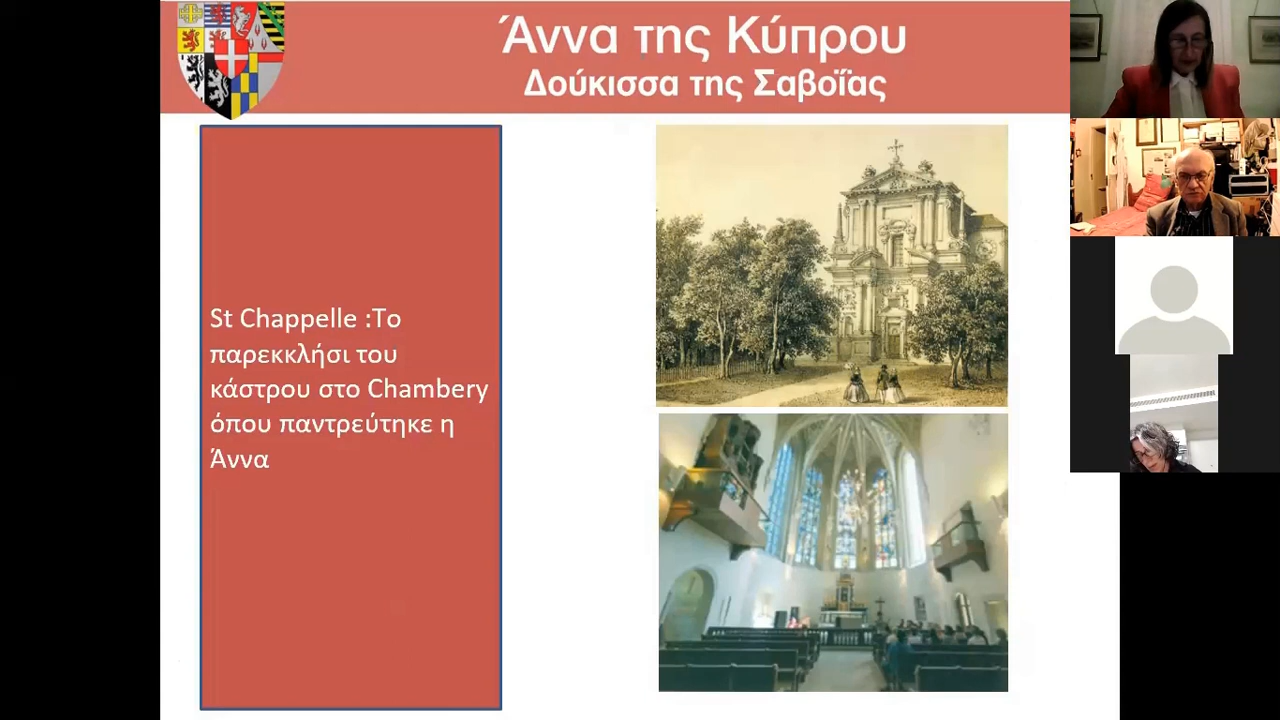 Άννα της Κύπρου
Δούκισσα της Σαβοΐας
St Chappelle :Το
παρεκκλήσι του
κάστρου στο Chambery
όπου παντρεύτηκε η
Άννα